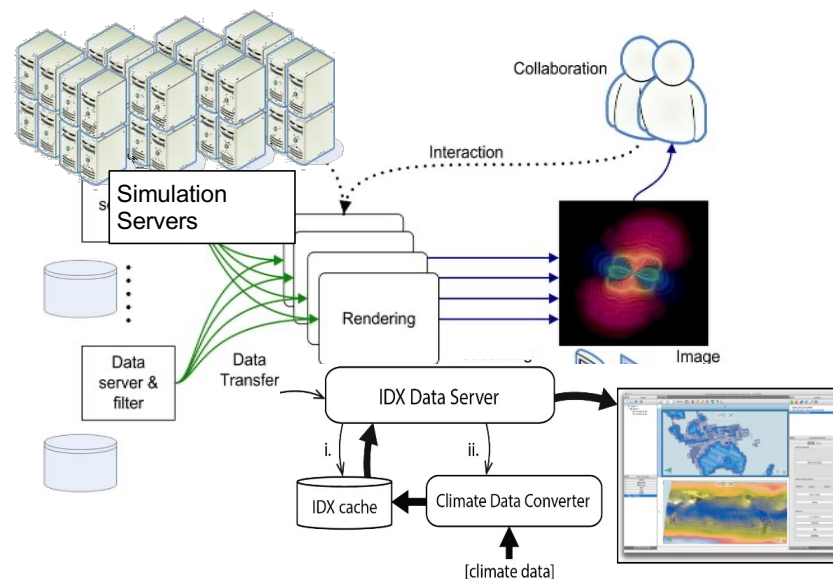 Collaboration
Interaction
Simulation
Servers
Rendering
Data
server &
filter
Data
Transfer
Image
IDX Data Server
i.
ii.
IDX cache
Climate Data Converter
[climate data]